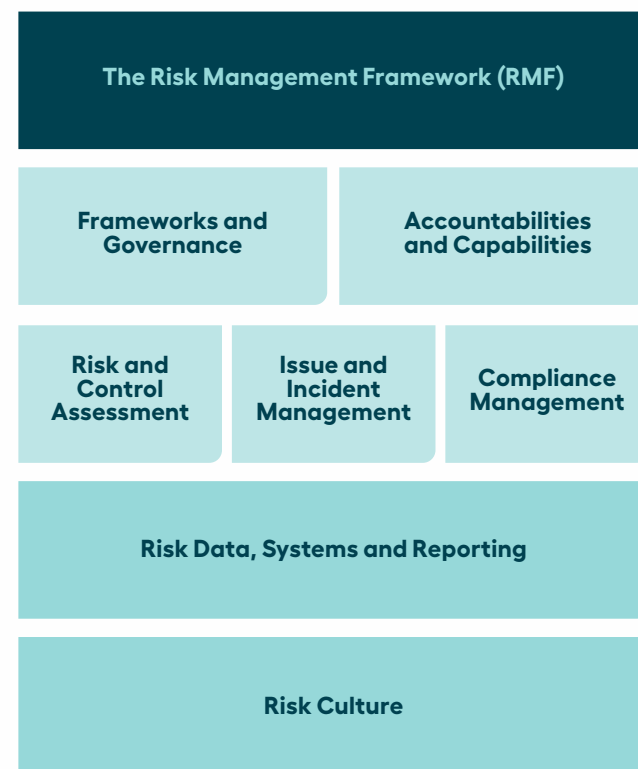 The Risk Management Framework (RMF)
Frameworks and
Governance
Accountabilities
and Capabilities
Risk and
Control
Assessment
Issue and
Incident
Management
Compliance
Management
Risk Data, Systems and Reporting
Risk Culture